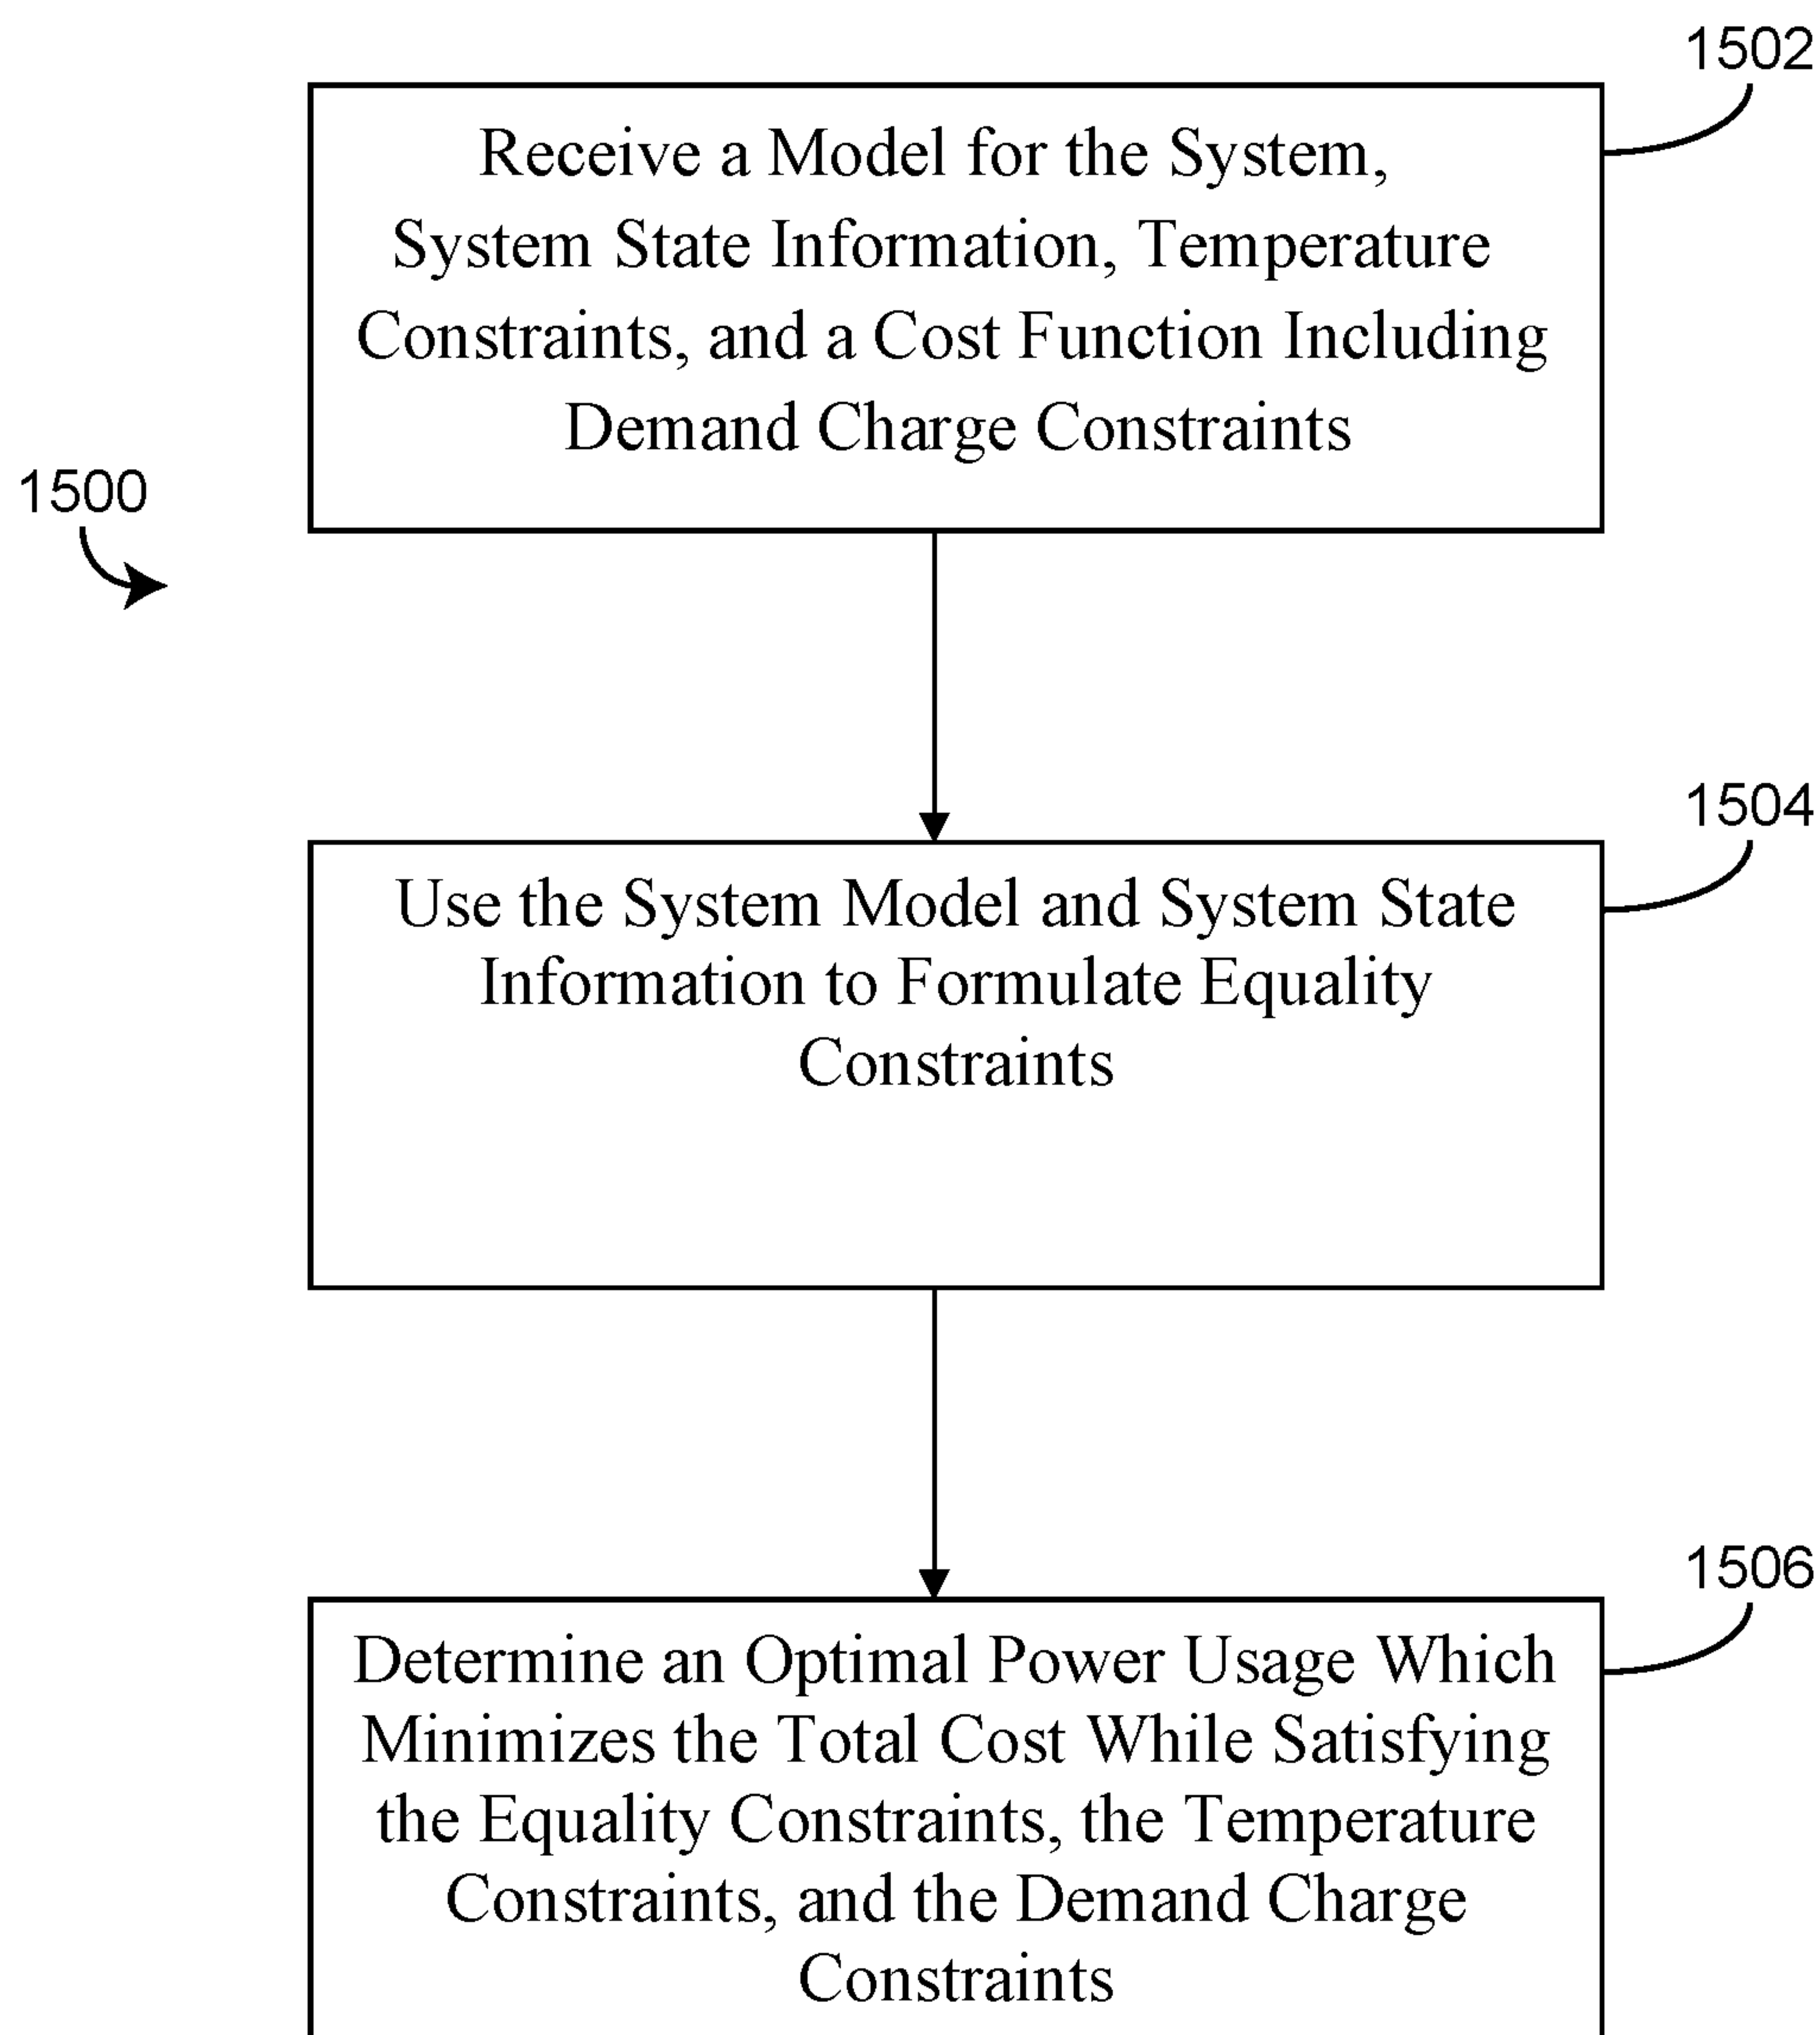 1502
Receive a Model for the System,
System State Information, Temperature
Constraints, and a Cost Function Including
Demand Charge Constraints
1500
1504
Use the System Model and System State
Information to Formulate Equality
Constraints
1506
Determine an Optimal Power Usage Which
Minimizes the Total Cost While Satisfying
the Equality Constraints, the Temperature
Constraints, and the Demand Charge
Constraints